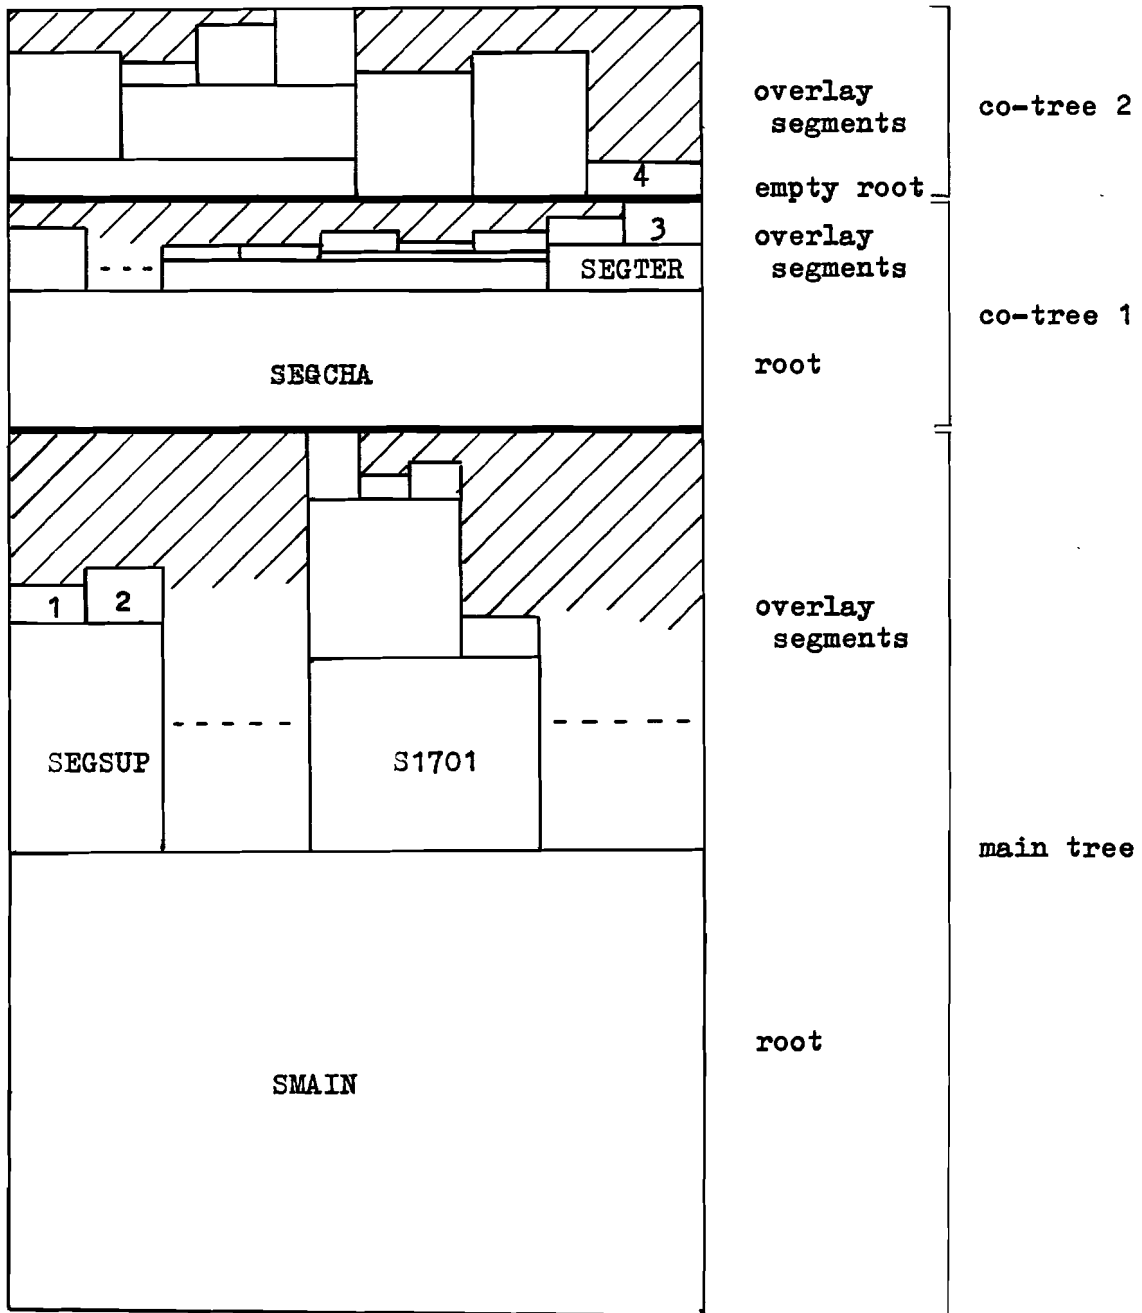 overlay
segments
co-tree 2
4
empty root
3
overlay
segments
SEGTER
co-tree 1
SEGCHA
root
1
2
overlay
segments
SEGSUP
S1701
main tree
root
SMAIN